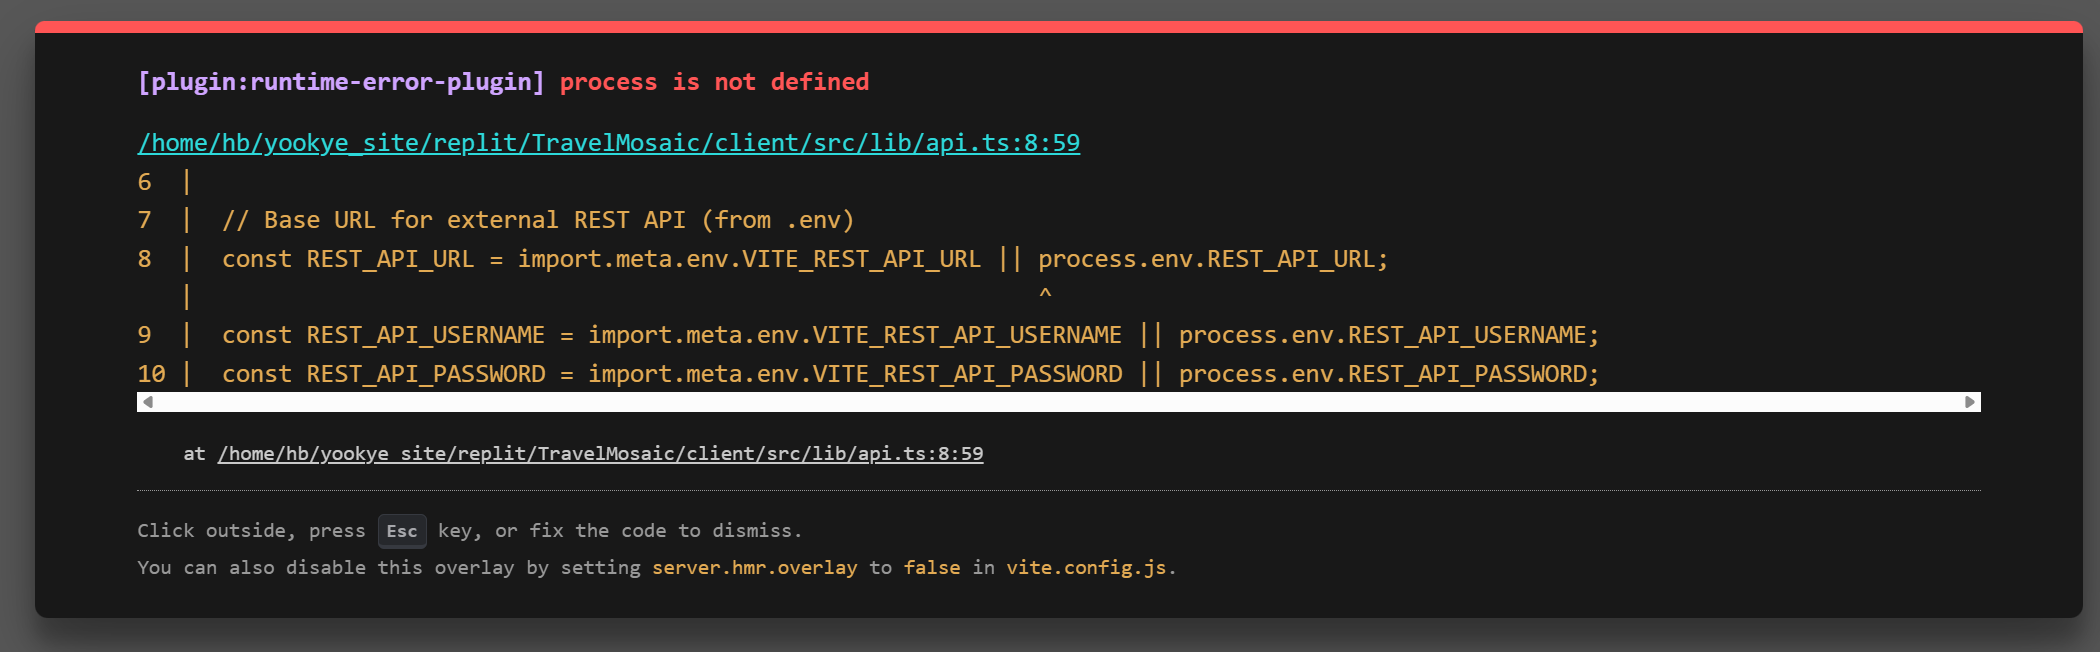 [plugin:runtime-error-plugin] process is not defined
/home/hb/yookye_site/replit/TravelMosaic/client/src/lib/api.ts:8:59
6  |
7  |  // Base URL for external REST API (from .env)
8  |  const REST_API_URL = import.meta.env.VITE_REST_API_URL || process.env.REST_API_URL;
   |                                                            ^
9  |  const REST_API_USERNAME = import.meta.env.VITE_REST_API_USERNAME || process.env.REST_API_USERNAME;
10 |  const REST_API_PASSWORD = import.meta.env.VITE_REST_API_PASSWORD || process.env.REST_API_PASSWORD;
at /home/hb/yookye_site/replit/TravelMosaic/client/src/lib/api.ts:8:59
Click outside, press Esc key, or fix the code to dismiss.
You can also disable this overlay by setting server.hmr.overlay to false in vite.config.js.